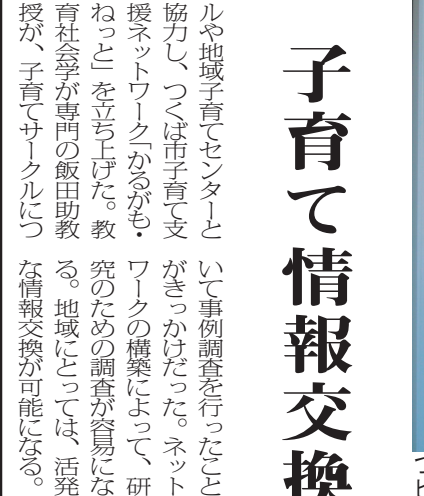 子育て情報交換
ルや地域子育てセンターと
協力し、つくば市子育て支
援ネットワーク「かるがも・
ねっと」を立ち上げた。教
育社会学が専門の飯田助教
授が、子育てサークルにつ
いて事例調査を行ったこと
がきっかけだった。ネット
ワークの構築によって、研
究のための調査が容易にな
る。地域にとっては、活発
な情報交換が可能になる。